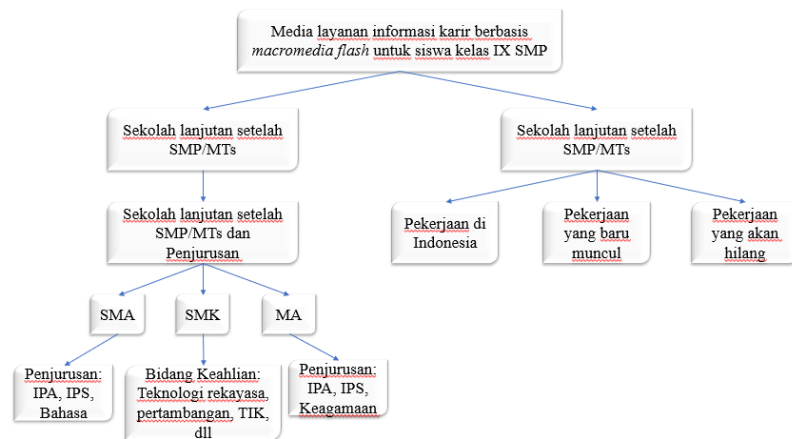 Media layanan informasi karir berbasis
macromedia flash untuk siswa kelas IX SMP
Sekolah lanjutan setelah
SMP/MTs
Sekolah lanjutan setelah
SMP/MTs
Sekolah lanjutan setelah
SMP/MTs dan
Penjurusan
Pekerjaan di
Indonesia
Pekerjaan
yang baru
muncul
Pekerjaan
yang akan
hilang
SMA
SMK
MA
Penjurusan:
IPA, IPS,
Bahasa
Bidang Keahlian:
Teknologi rekayasa,
pertambangan, TIK,
dll
Penjurusan:
IPA, IPS,
Keagamaan